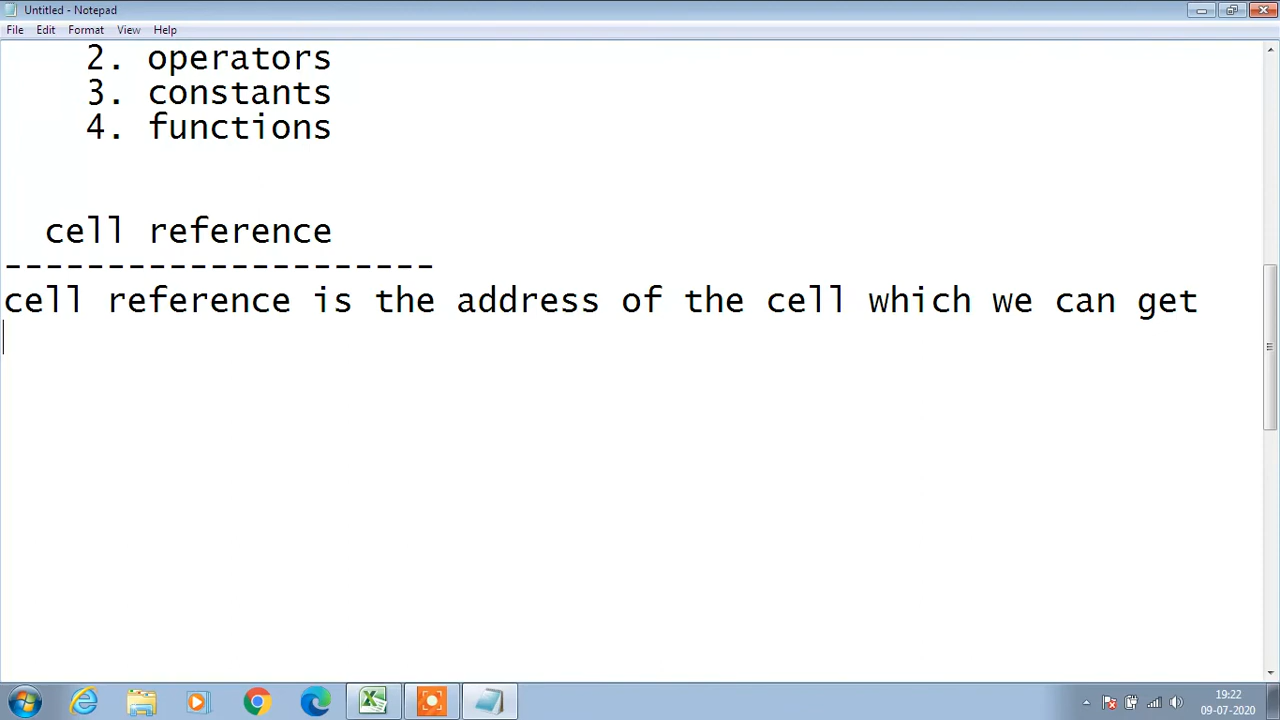 Untitled - Notepad
File Edit Format View Help
2. operators
3. constants
4. functions
cell reference
---------------------
cell reference is the address of the cell which we can get
19:22
09-07-2020